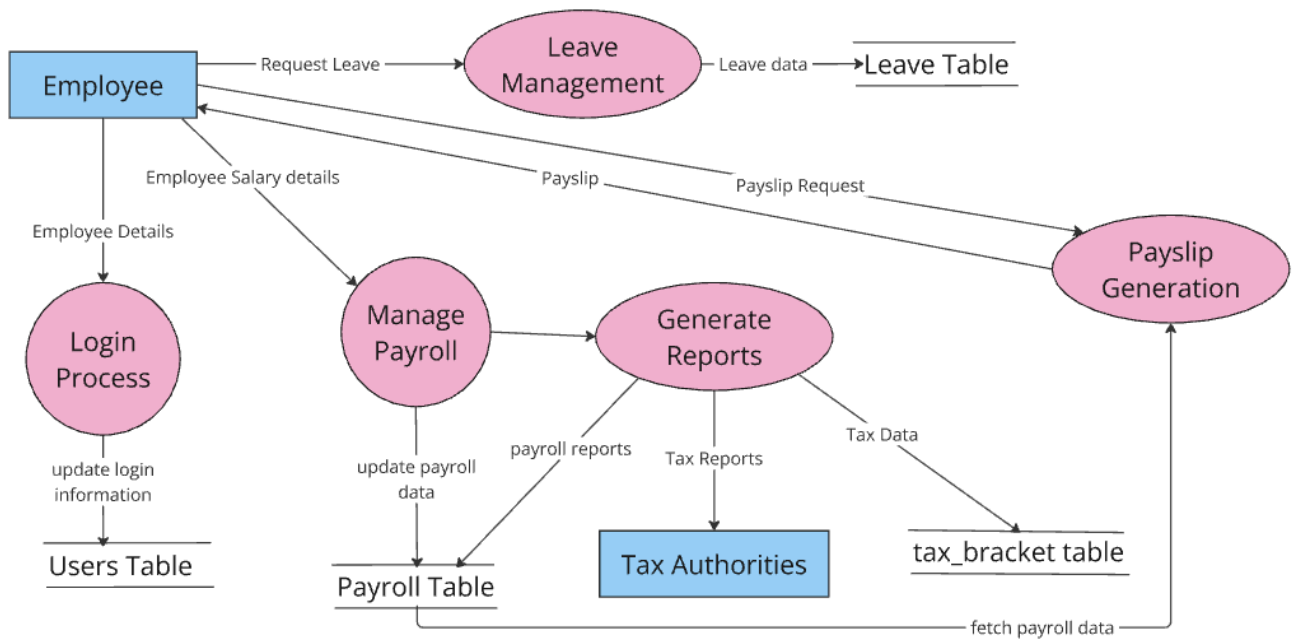 Employee
Request Leave
Leave
Management
Leave data
Leave Table
Employee Salary details
Payslip
Payslip Request
Employee Details
Payslip
Generation
Login
Process
Manage
Payroll
Generate
Reports
update login
information
update payroll
data
payroll reports
Tax Reports
Tax Data
Users Table
Payroll Table
Tax Authorities
tax_bracket table
fetch payroll data